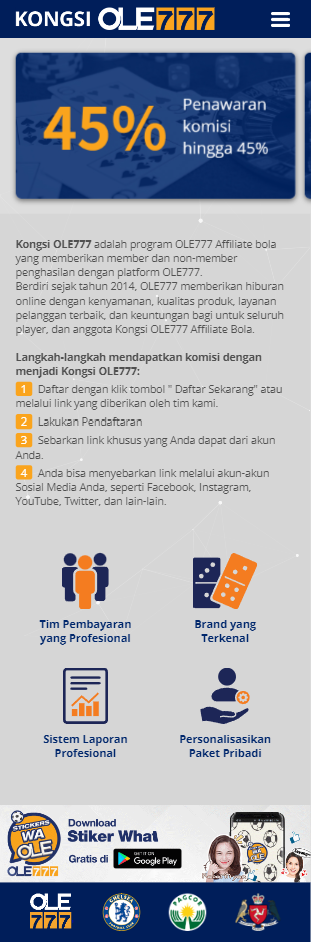 KONGSI OLE777
45%
Penawaran
komisi
hingga 45%
Kongsi OLE777 adalah program OLE777 Affiliate bola
yang memberikan member dan non-member
penghasilan dengan platform OLE777.
Berdiri sejak tahun 2014, OLE777 memberikan hiburan
online dengan kenyamanan, kualitas produk, layanan
pelanggan terbaik, dan keuntungan bagi untuk seluruh
player, dan anggota Kongsi OLE777 Affiliate Bola.
Langkah-langkah mendapatkan komisi dengan
menjadi Kongsi OLE777:
1 Daftar dengan klik tombol " Daftar Sekarang" atau
melalui link yang diberikan oleh tim kami.
2 Lakukan Pendaftaran
3 Sebarkan link khusus yang Anda dapat dari akun
Anda.
4 Anda bisa menyebarkan link melalui akun-akun
Sosial Media Anda, seperti Facebook, Instagram,
YouTube, Twitter, dan lain-lain.
Tim Pembayaran
yang Profesional
Brand yang
Terkenal
Sistem Laporan
Profesional
Personalisasikan
Paket Pribadi
STICKERS
WA
OLE
OLE777
Download
Stiker What
Gratis di
GET IT ON
Google Play
OLE
777
CHELSEA
FOOTBALL CLUB
PAGCOR